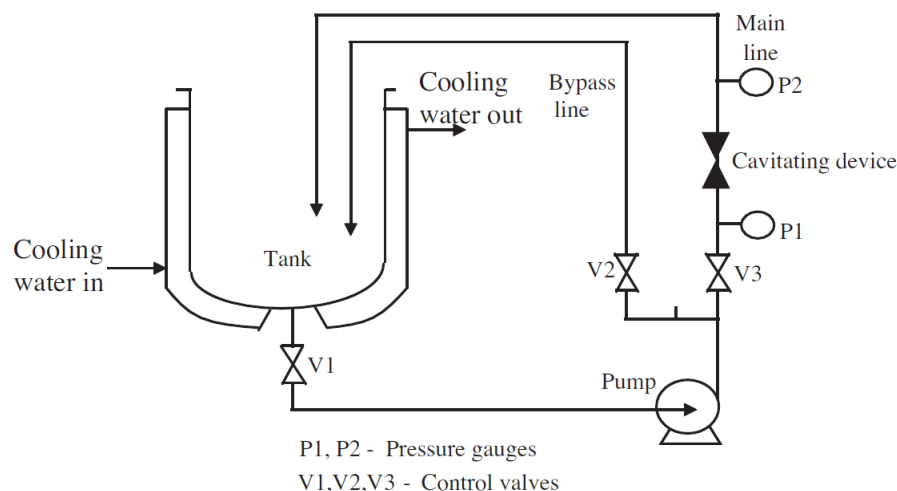 Main
line
P2
Cooling
water out
Bypass
line
Cavitating device
P1
Cooling
water in
Tank
V2
V3
V1
Pump
P1, P2 - Pressure gauges
V1,V2,V3 - Control valves